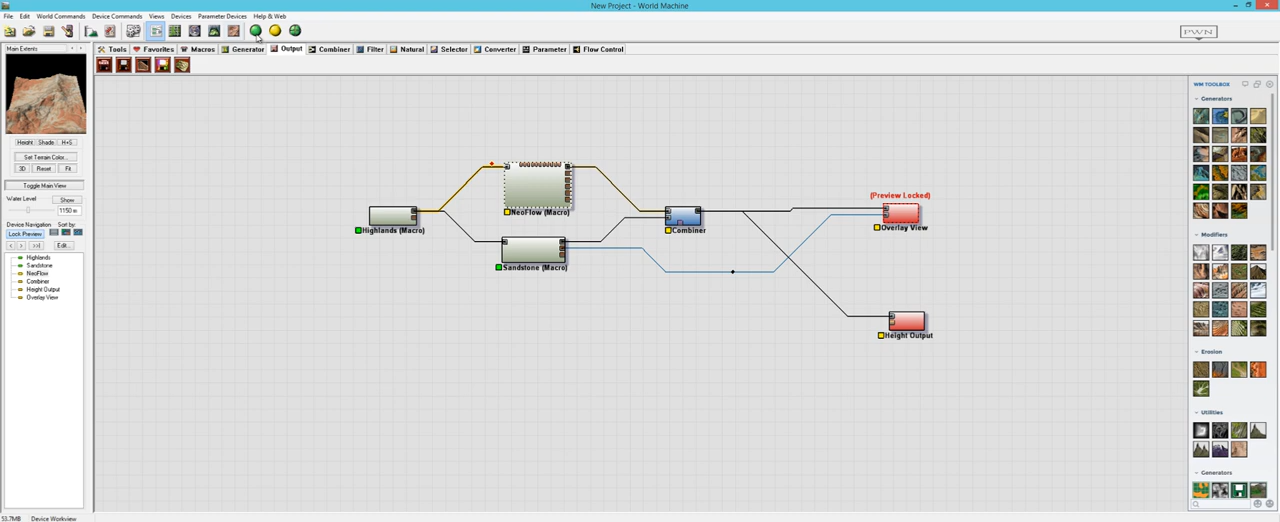 New Project - World Machine
File Edit World Commands Device Commands Views Devices Parameter Devices Help & Web
PWN
Main Extents
Tools Favorites Macros Generator Output Combiner Filter Natural Selector Converter Parameter Flow Control
Height Shade H+S
Set Terrain Color...
3D Reset Fit
Toggle Main View
Water Level Show
1150 m
Device Navigation Sort by:
Lock Preview
< > >>| Edit...
Highlands
Sandstone
NeoFlow
Combiner
Height Output
Overlay View
Highlands (Macro)
NeoFlow (Macro)
Sandstone (Macro)
Combiner
(Preview Locked)
Overlay View
Height Output
WM TOOLBOX
Generators
Modifiers
Erosion
Utilities
Generators
53.7MB Device Workview